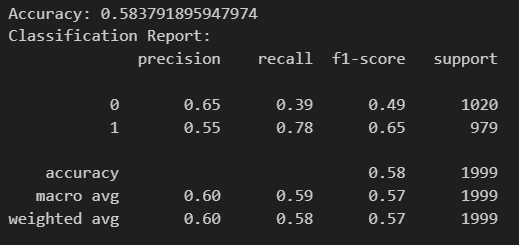 Accuracy: 0.583791895947974
Classification Report:
precision recall f1-score support
0 0.65 0.39 0.49 1020
1 0.55 0.78 0.65 979
accuracy 0.58 1999
macro avg 0.60 0.59 0.57 1999
weighted avg 0.60 0.58 0.57 1999